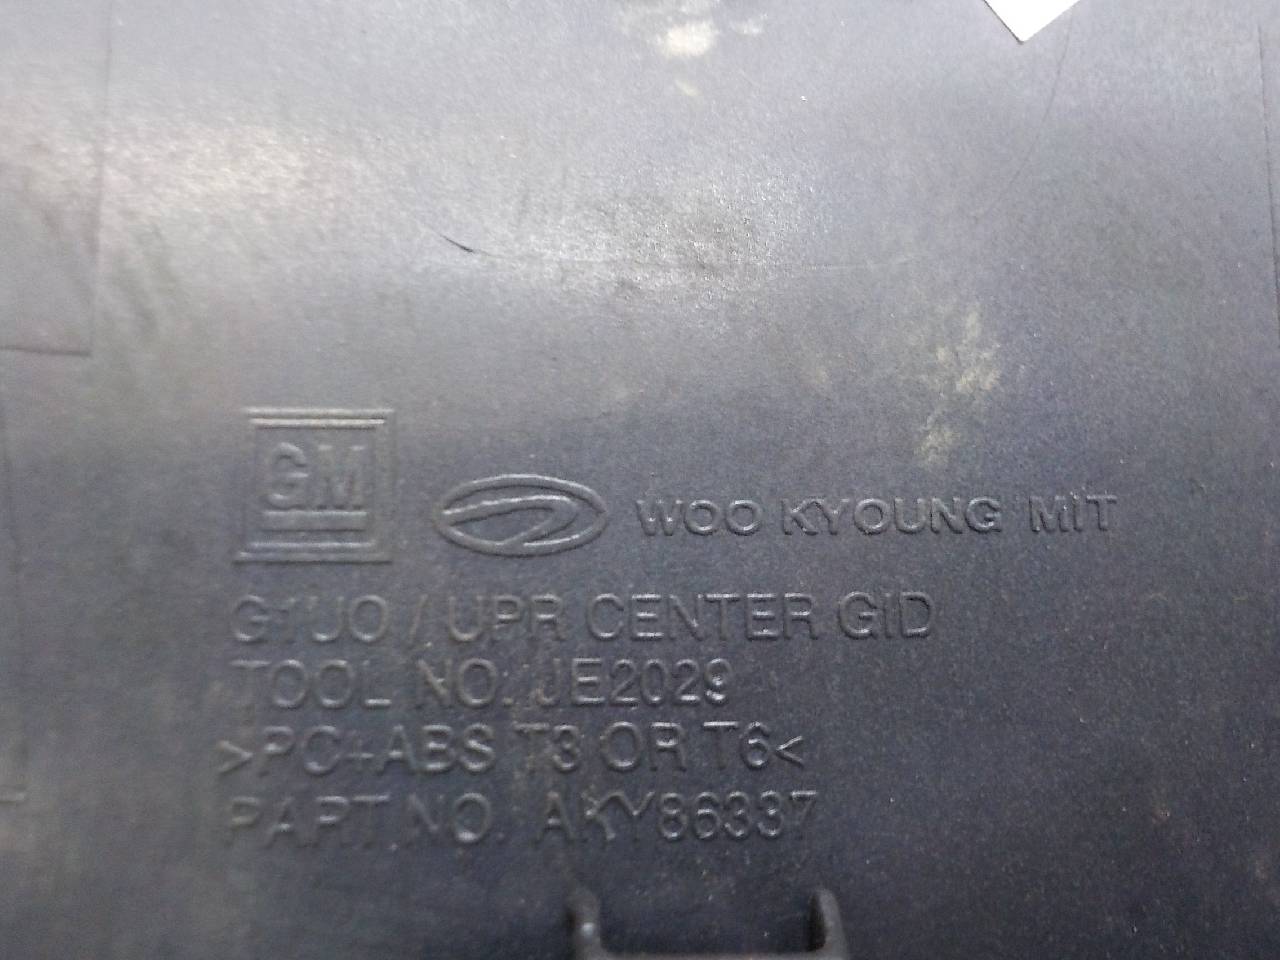 GM
WOO KYOUNG MIT
G1UO / UPR CENTER GID
TOOL NO. JE2029
>PC+ABS T3 OR T6<
PART NO. AKY86337